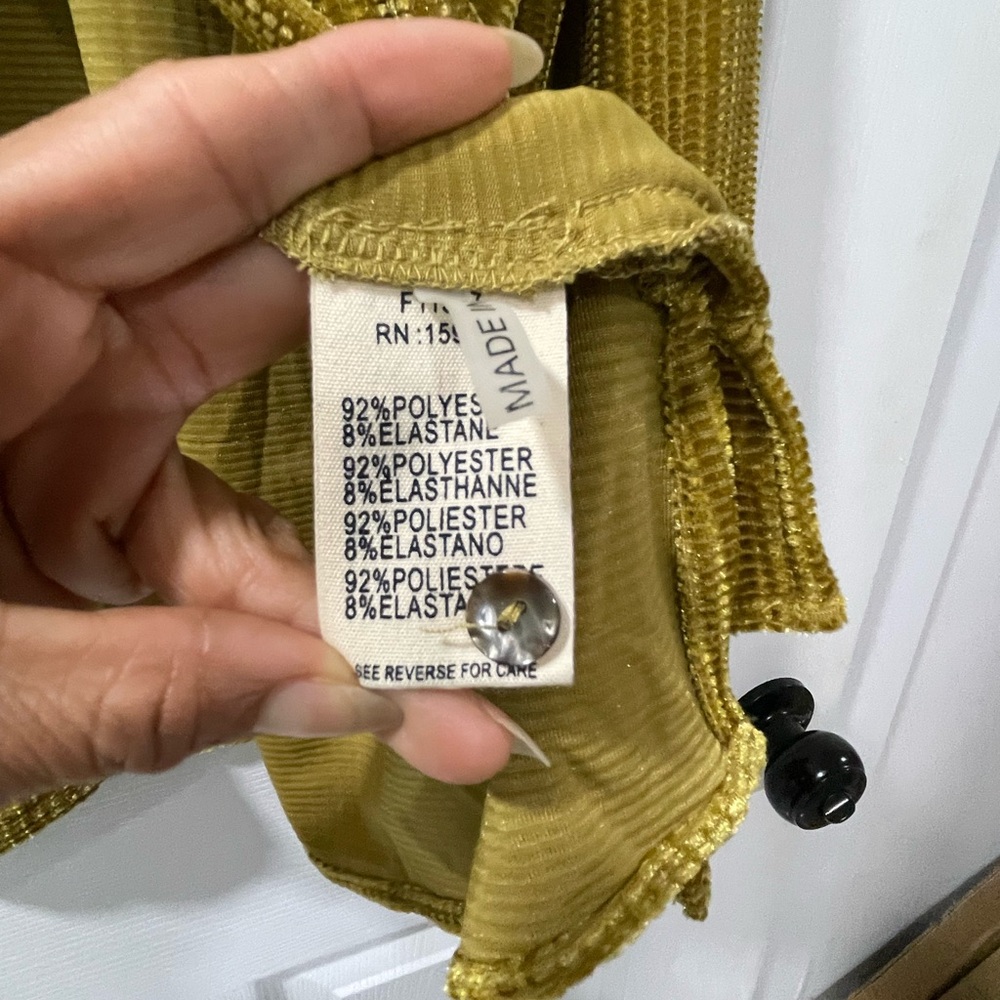 RN :159
MADE IN
92%POLYES
8%ELASTANE
92%POLYESTER
8%ELASTHANNE
92%POLIESTER
8%ELASTANO
92%POLIESTERE
8%ELASTA
SEE REVERSE FOR CARE